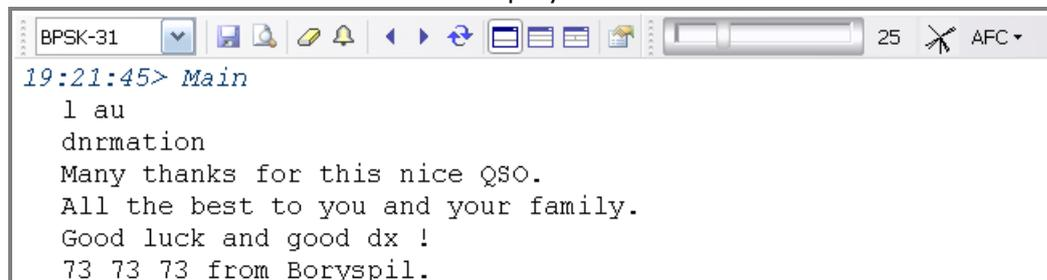 BPSK-31 25 AFC
19:21:45> Main
l au
dnrmation
Many thanks for this nice QSO.
All the best to you and your family.
Good luck and good dx !
73 73 73 from Boryspil.